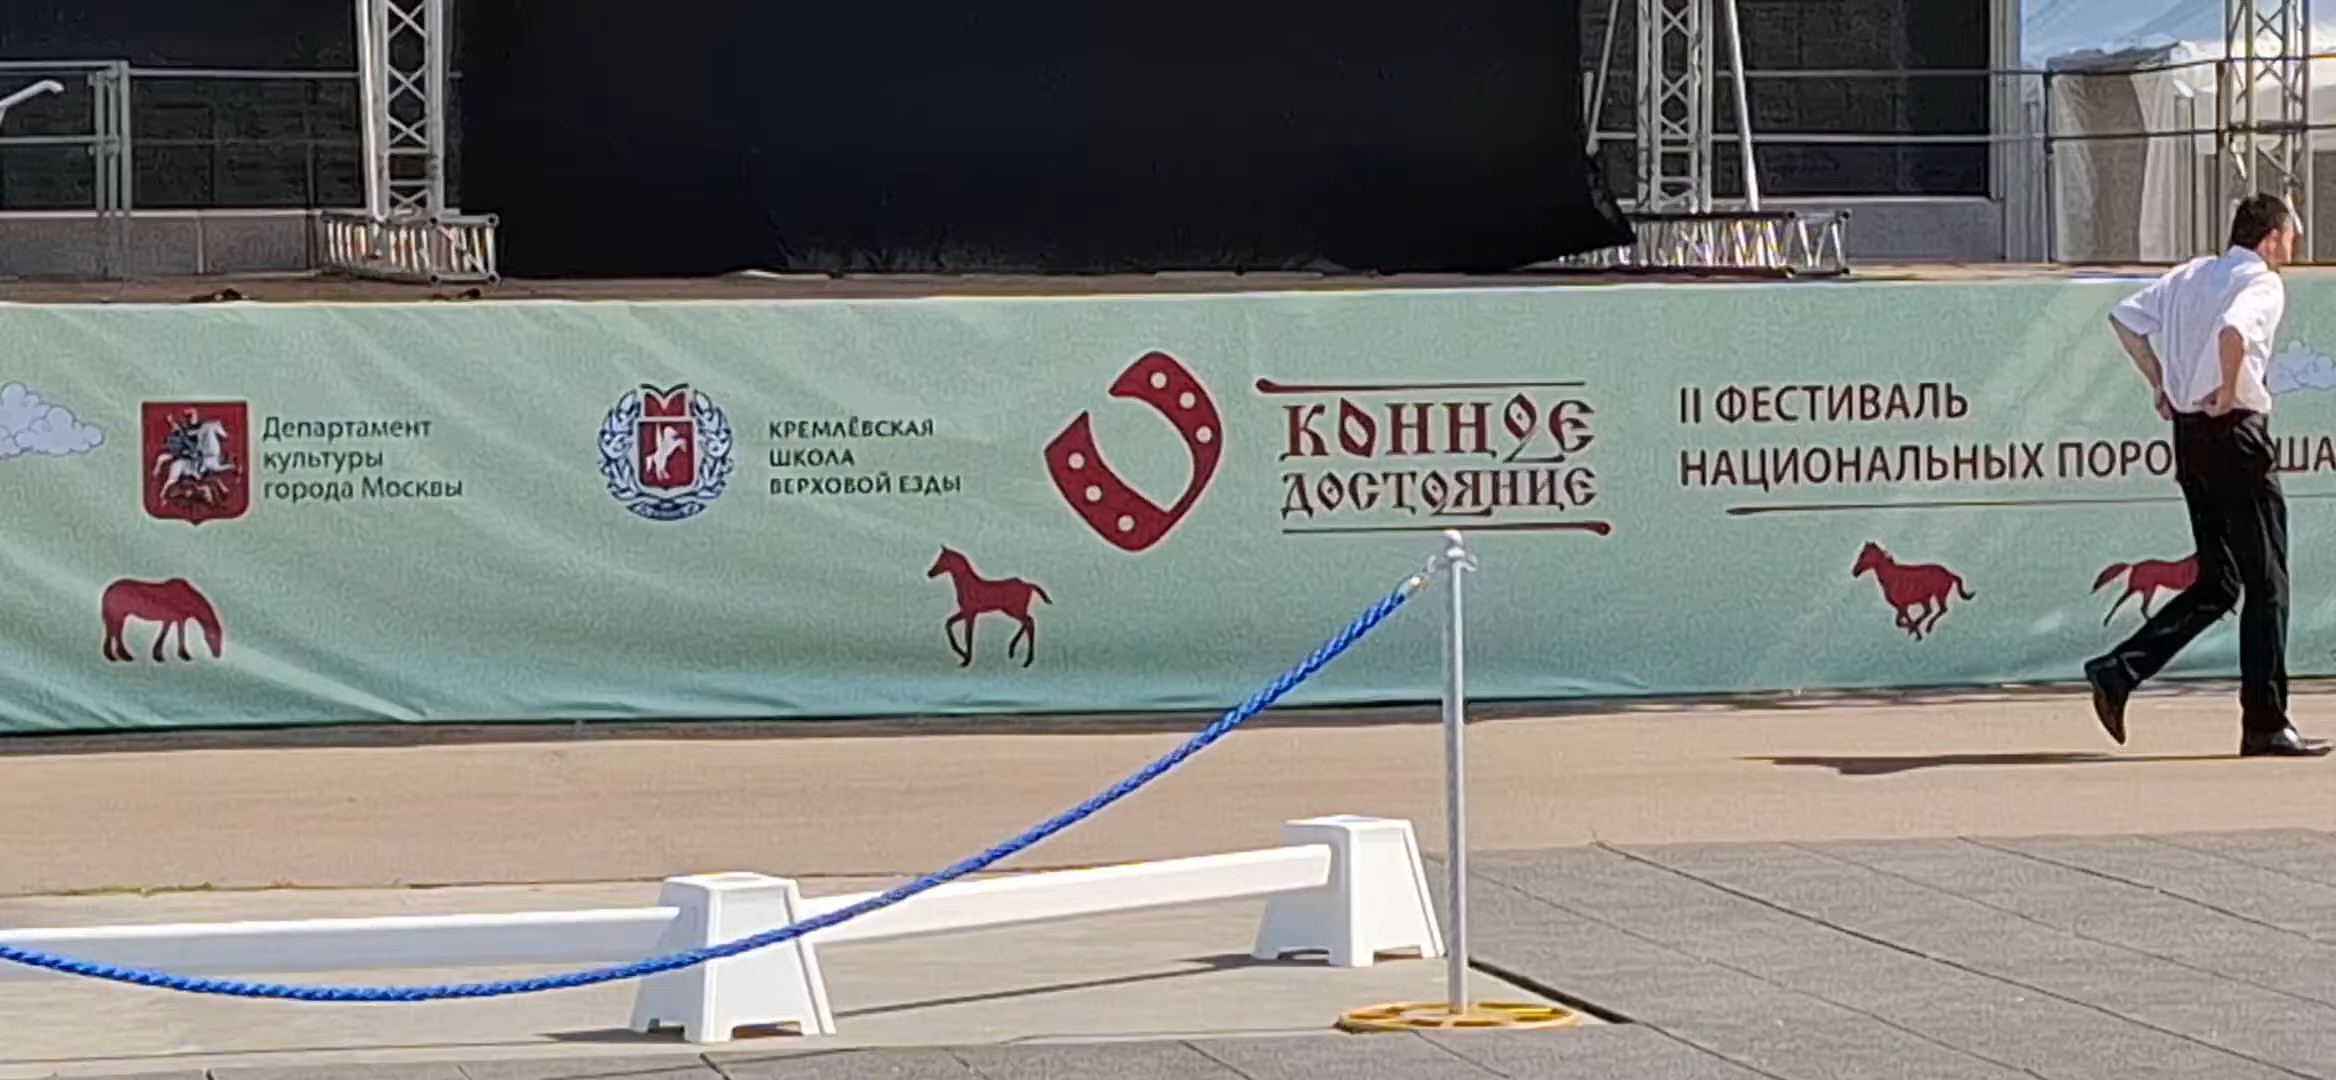 Департамент
культуры
города Москвы
КРЕМЛЁВСКАЯ
ШКОЛА
ВЕРХОВОЙ ЕЗДЫ
КОННОЕ
ДОСТОЯНИЕ
II ФЕСТИВАЛЬ
НАЦИОНАЛЬНЫХ